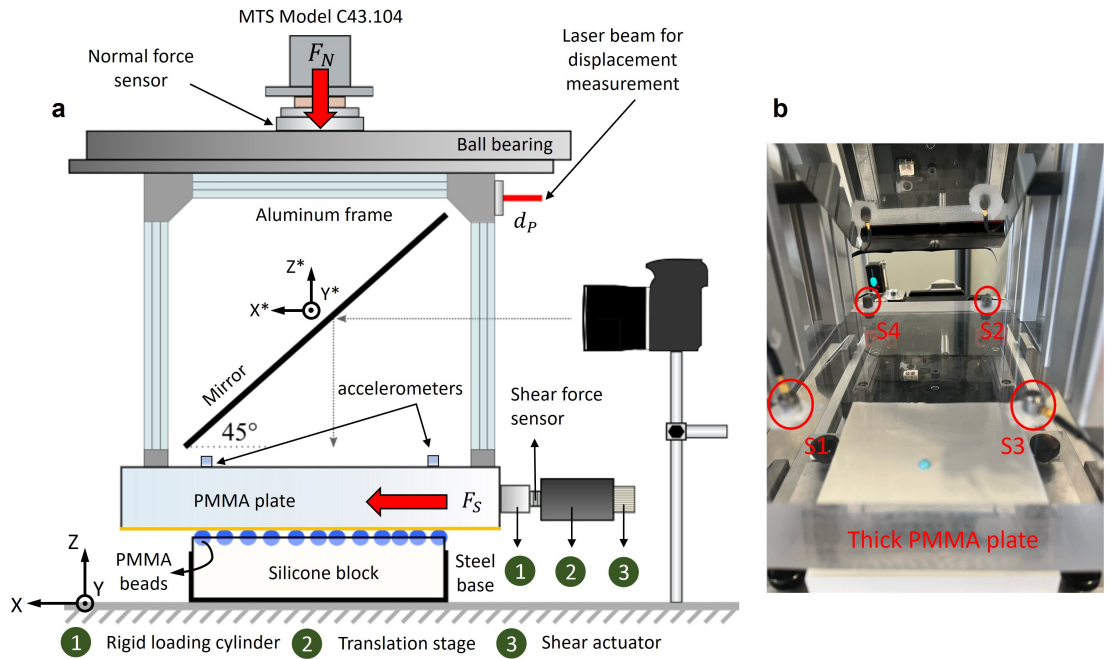 MTS Model C43.104
F_N
Normal force
sensor
Laser beam for
displacement
measurement
a
b
Ball bearing
Aluminum frame
d_P
Z*
Y*
X*
Mirror
accelerometers
45°
Shear force
sensor
PMMA plate
F_S
PMMA
beads
Silicone block
Steel
base
1
2
3
Z
Y
X
1 Rigid loading cylinder 2 Translation stage 3 Shear actuator
S4
S2
S1
S3
Thick PMMA plate